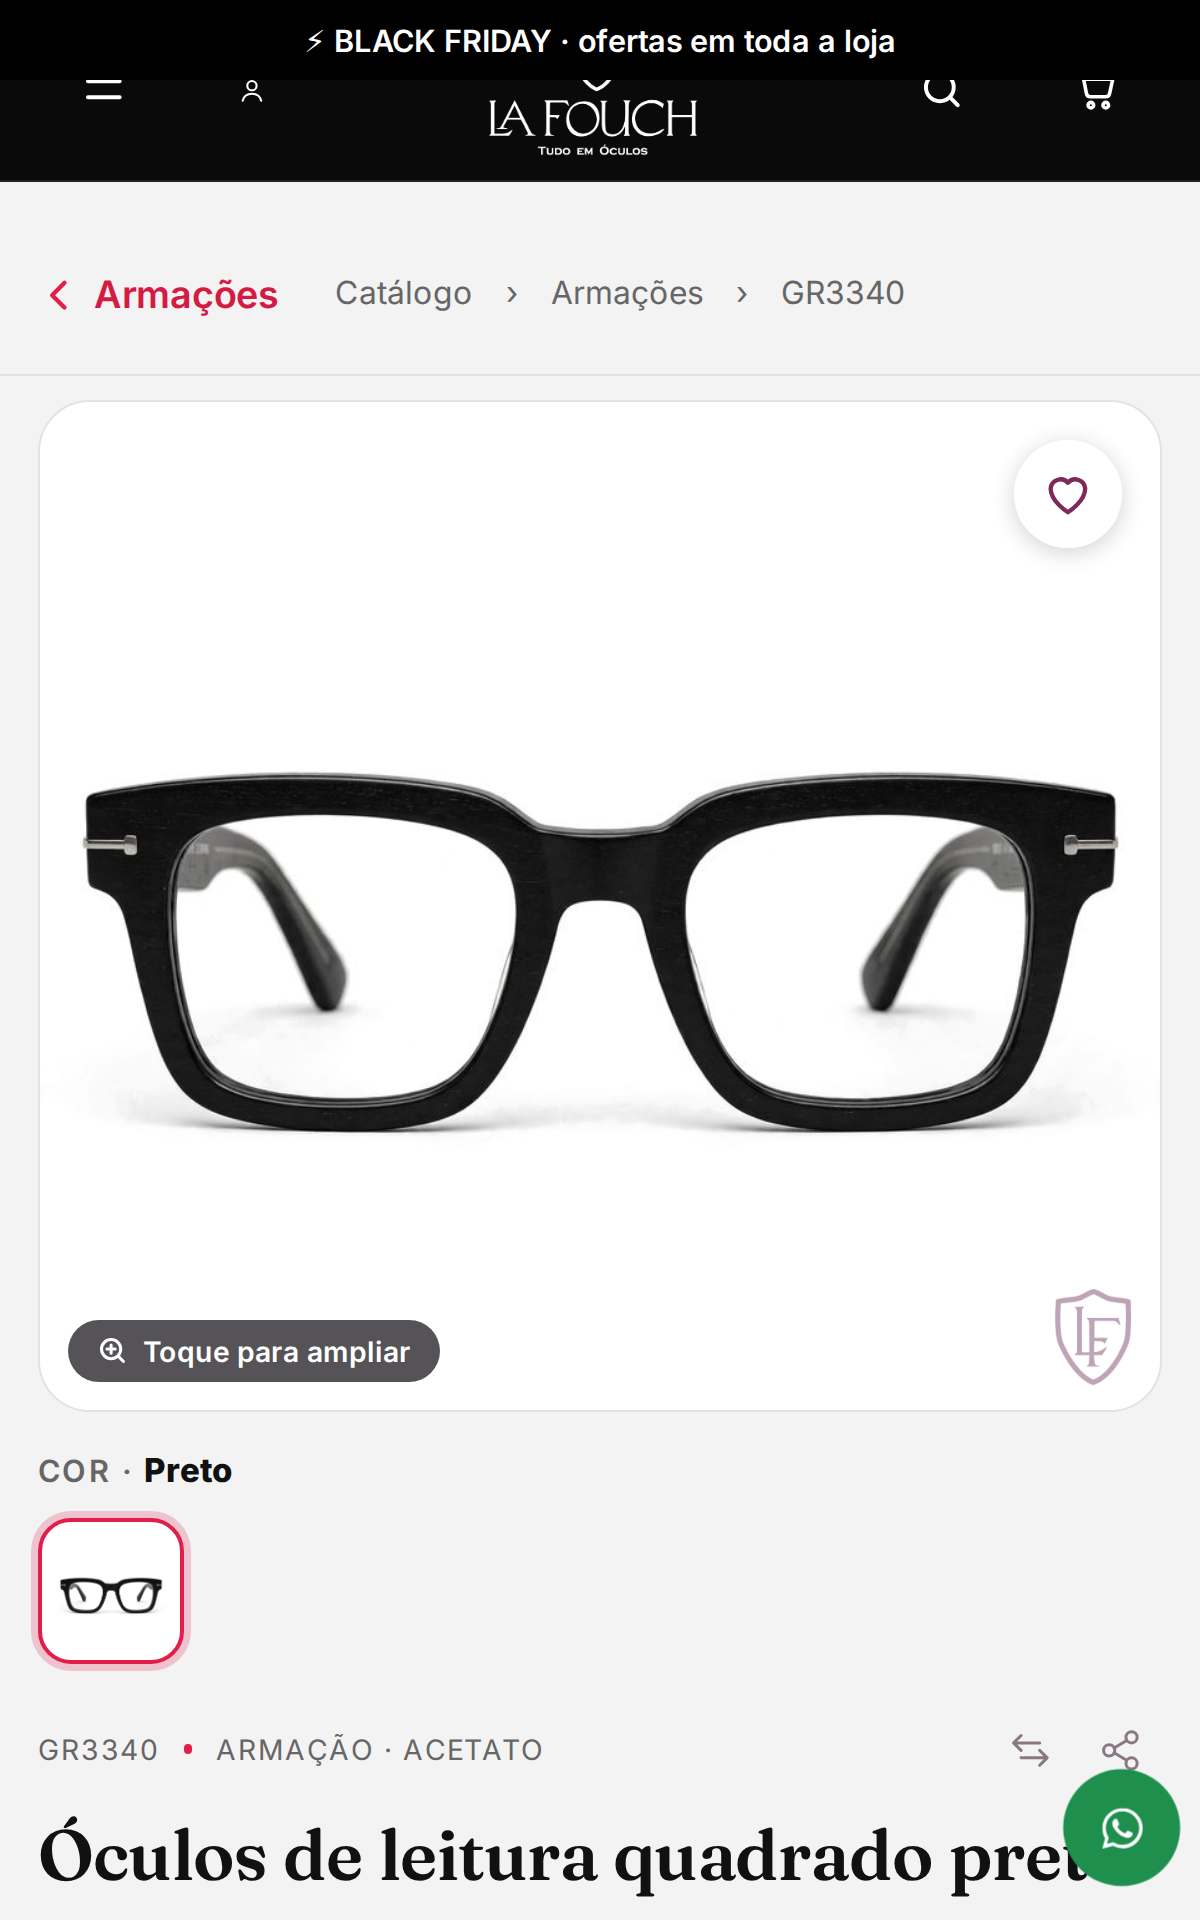 ⚡ BLACK FRIDAY · ofertas em toda a loja
LA FOUCH
TUDO EM ÓCULOS
Armações Catálogo › Armações › GR3340
Toque para ampliar
LF
COR · Preto
GR3340 • ARMAÇÃO · ACETATO
Óculos de leitura quadrado